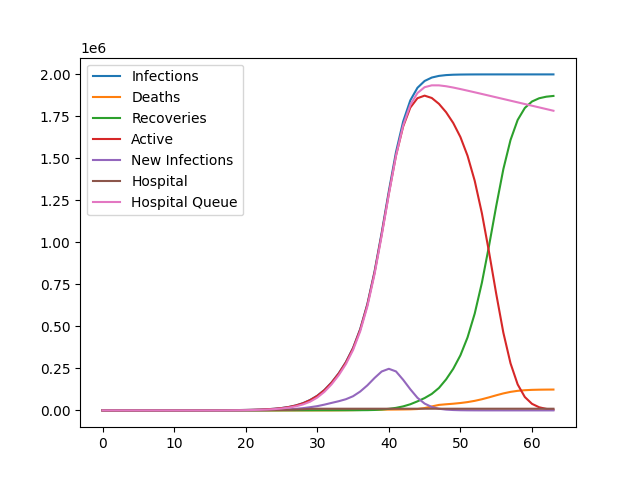 1e6
2.00
1.75
1.50
1.25
1.00
0.75
0.50
0.25
0.00
Infections
Deaths
Recoveries
Active
New Infections
Hospital
Hospital Queue
0 10 20 30 40 50 60